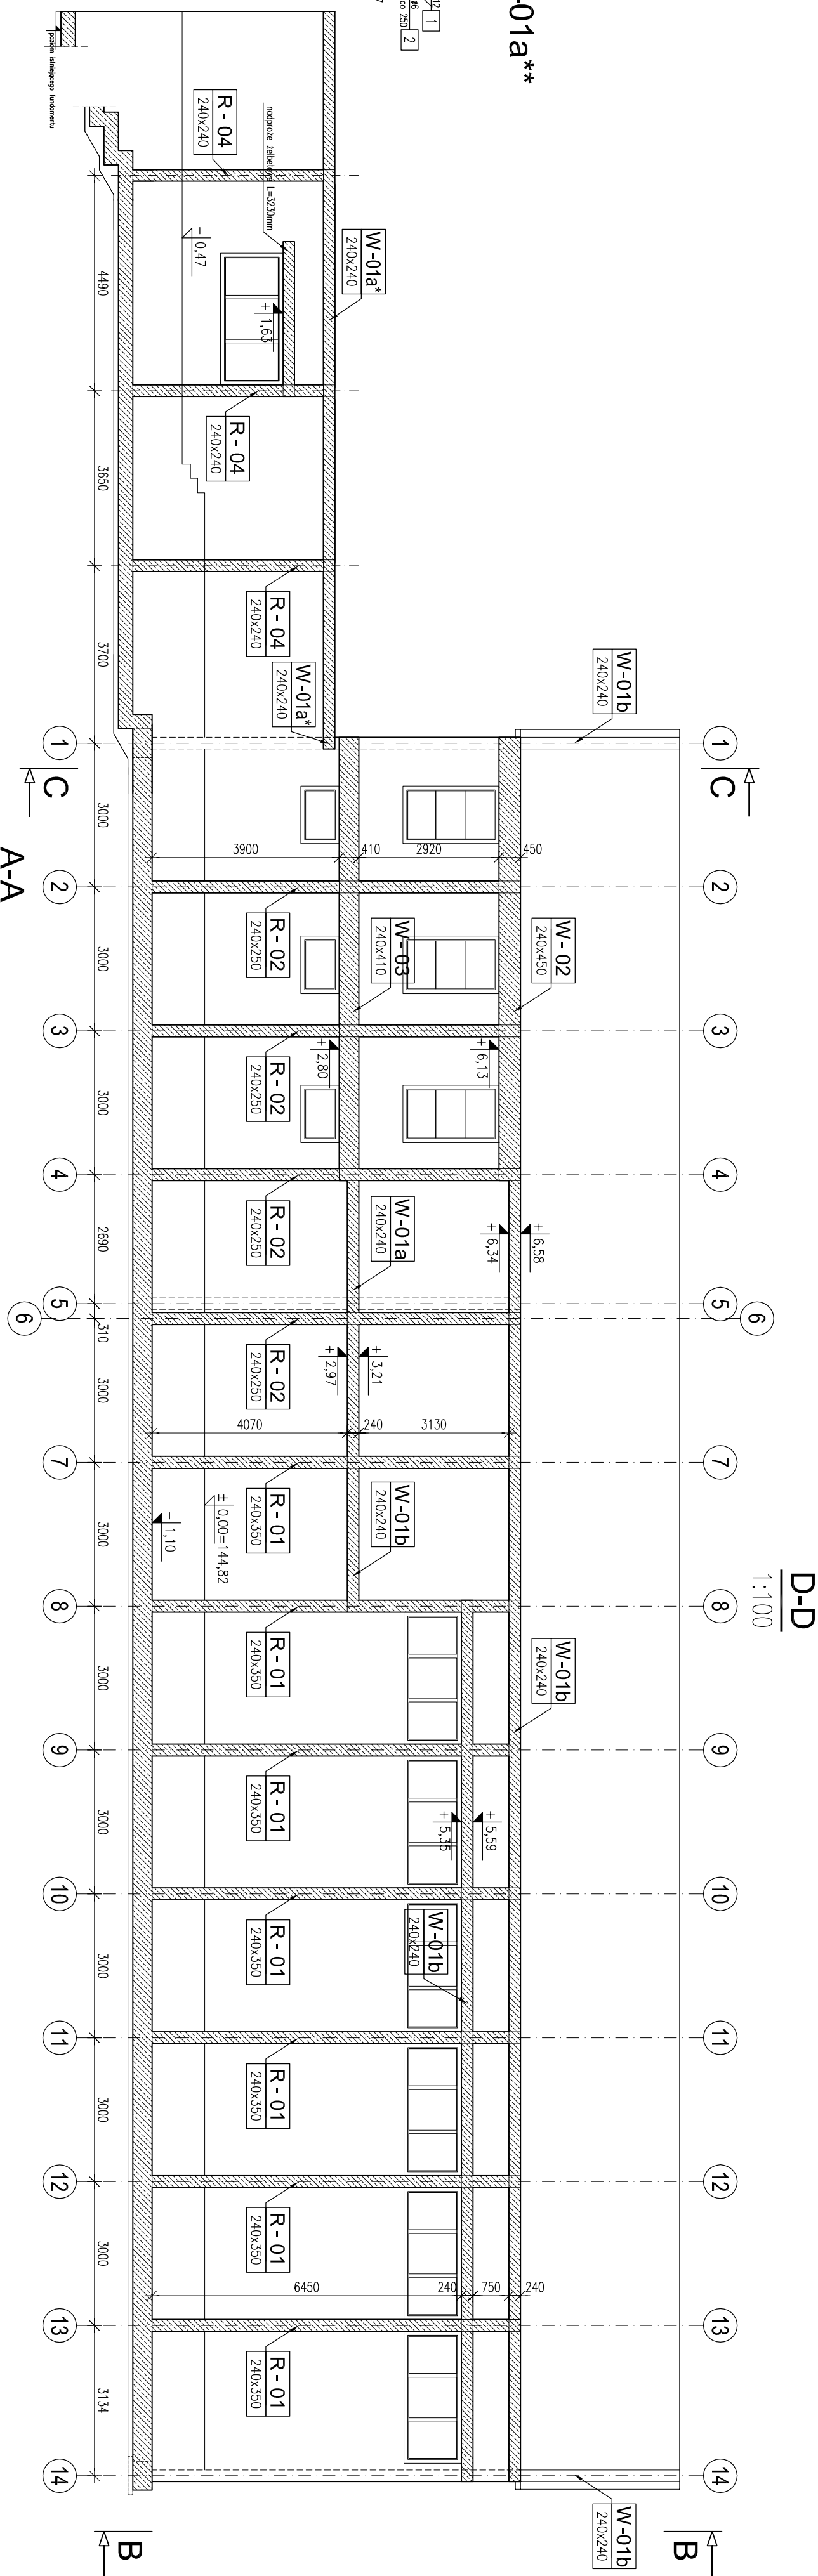 -01a**
12
1
ø6
co 250
2
7
D-D
1:100
1
2
3
4
5
6
7
8
9
10
11
12
13
14
C
C
B
B
W-01b
240x240
W-01b
240x240
W- 02
240x450
W-01b
240x240
+ 6,58
+ 6,34
+ 6,13
450
2920
410
3900
W- 03
240x410
+ 2,80
W-01a
240x240
+ 3,21
+ 2,97
3130
240
4070
W-01b
240x240
+ 5,59
+ 5,35
W-01b
240x240
240
750
240
6450
W-01a*
240x240
nadproże żelbetowe L=3230mm
+ 1,63
- 0,47
R - 04
240x240
R - 04
240x240
R - 04
240x240
W-01a*
240x240
R - 02
240x250
R - 02
240x250
R - 02
240x250
R - 02
240x250
R - 01
240x350
R - 01
240x350
R - 01
240x350
R - 01
240x350
R - 01
240x350
R - 01
240x350
R - 01
240x350
± 0,00=144,82
- 1,10
poziom istniejącego fundamentu
4490
3650
3700
3000
3000
3000
2690
310
3000
3000
3000
3000
3000
3000
3000
3134
1
2
3
4
5
6
7
8
9
10
11
12
13
14
A-A